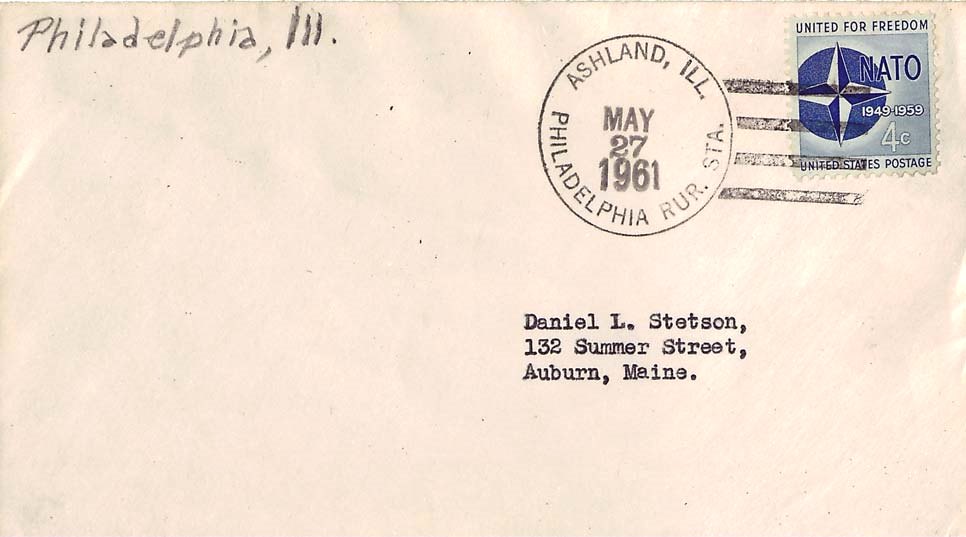 Philadelphia, Ill.
ASHLAND, ILL.
MAY
27
1961
PHILADELPHIA RUR. STA.
UNITED FOR FREEDOM
NATO
1949-1959
4c
UNITED STATES POSTAGE
Daniel L. Stetson,
132 Summer Street,
Auburn, Maine.